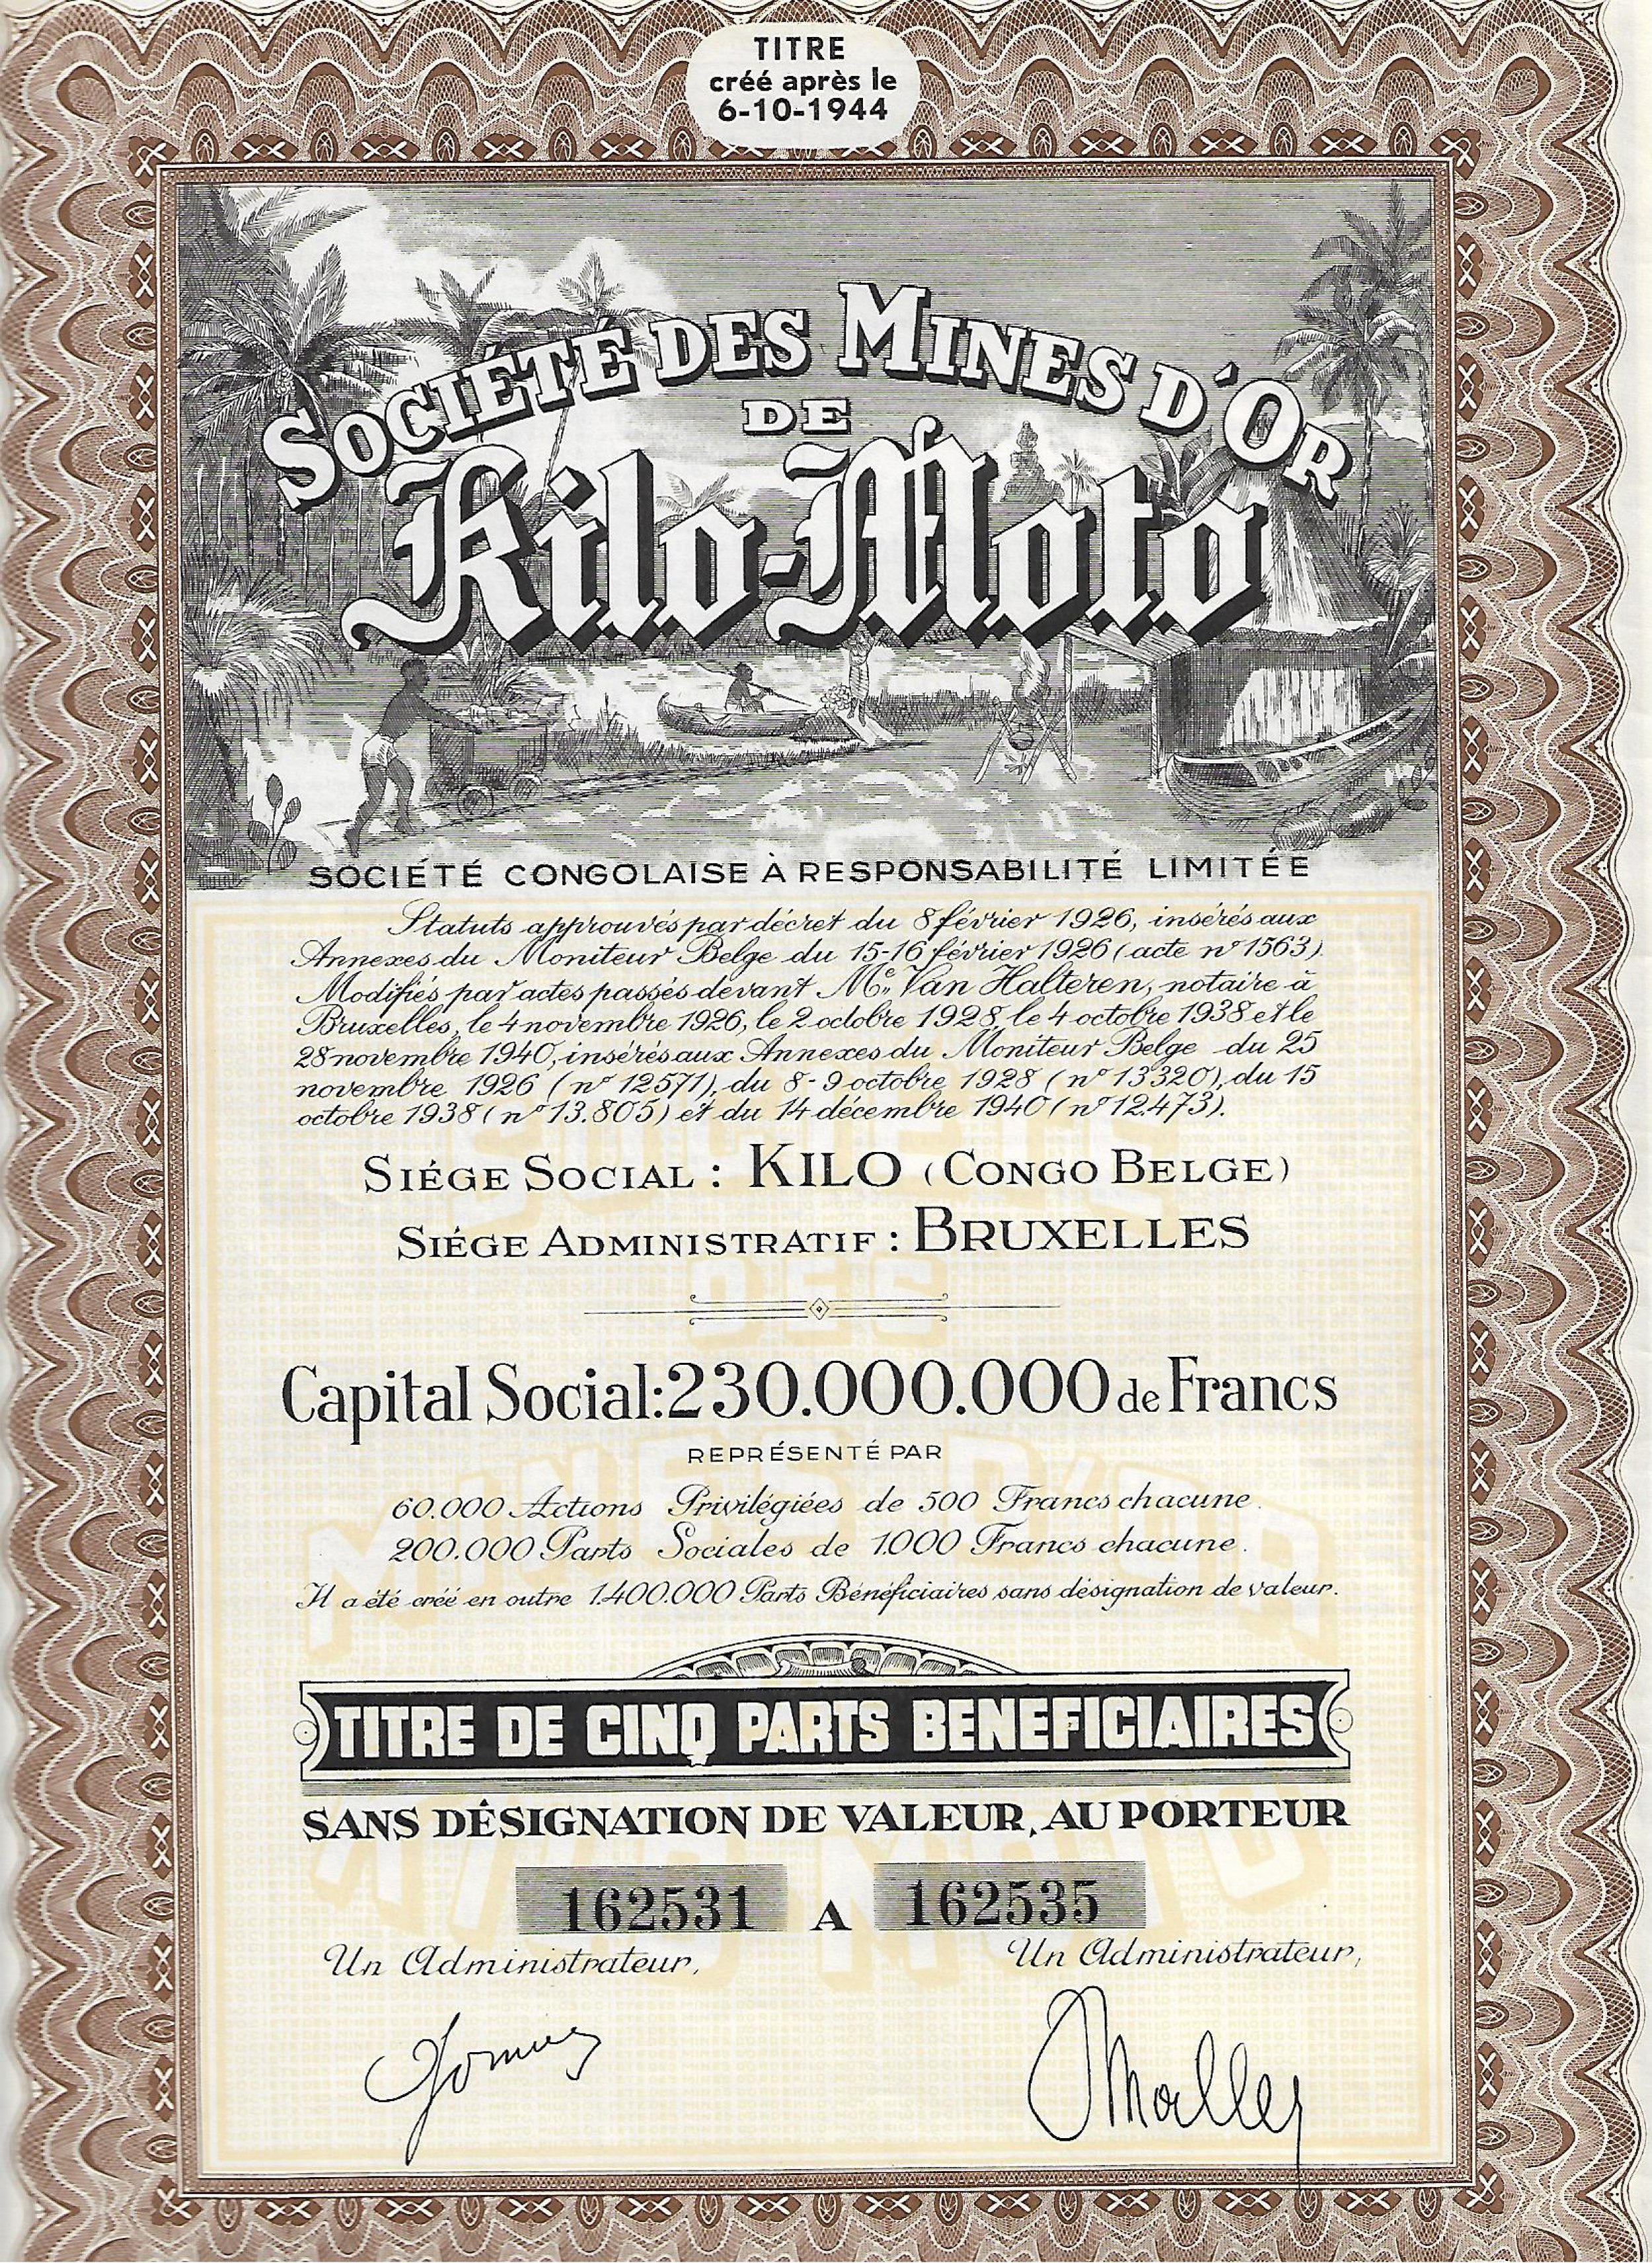 TITRE
créé après le
6-10-1944
SOCIÉTÉ DES MINES D'OR
DE
Kilo-Moto
SOCIÉTÉ CONGOLAISE À RESPONSABILITÉ LIMITÉE
Statuts approuvés par décret du 8 février 1926, insérés aux
Annexes du Moniteur Belge du 15-16 février 1926 (acte n° 1563).
Modifiés par actes passés devant Me. Van Halteren, notaire à
Bruxelles, le 4 novembre 1926, le 2 octobre 1928, le 4 octobre 1938 et le
28 novembre 1940, insérés aux Annexes du Moniteur Belge du 25
novembre 1926 (n° 12571), du 8-9 octobre 1928 (n° 13320), du 15
octobre 1938 (n° 13.805) et du 14 décembre 1940 (n° 12.473).
SIÉGE SOCIAL : KILO (CONGO BELGE)
SIÉGE ADMINISTRATIF : BRUXELLES
Capital Social: 230.000.000 de Francs
REPRÉSENTÉ PAR
60.000 Actions Privilégiées de 500 Francs chacune.
200.000 Parts Sociales de 1.000 Francs chacune.
Il a été créé en outre 1.400.000 Parts Bénéficiaires sans désignation de valeur.
TITRE DE CINQ PARTS BENEFICIAIRES
SANS DÉSIGNATION DE VALEUR, AU PORTEUR
162531 A 162535
Un Administrateur,
Un Administrateur,
SOCIÉTÉ
DES
MINES D'OR
KILO MOTO